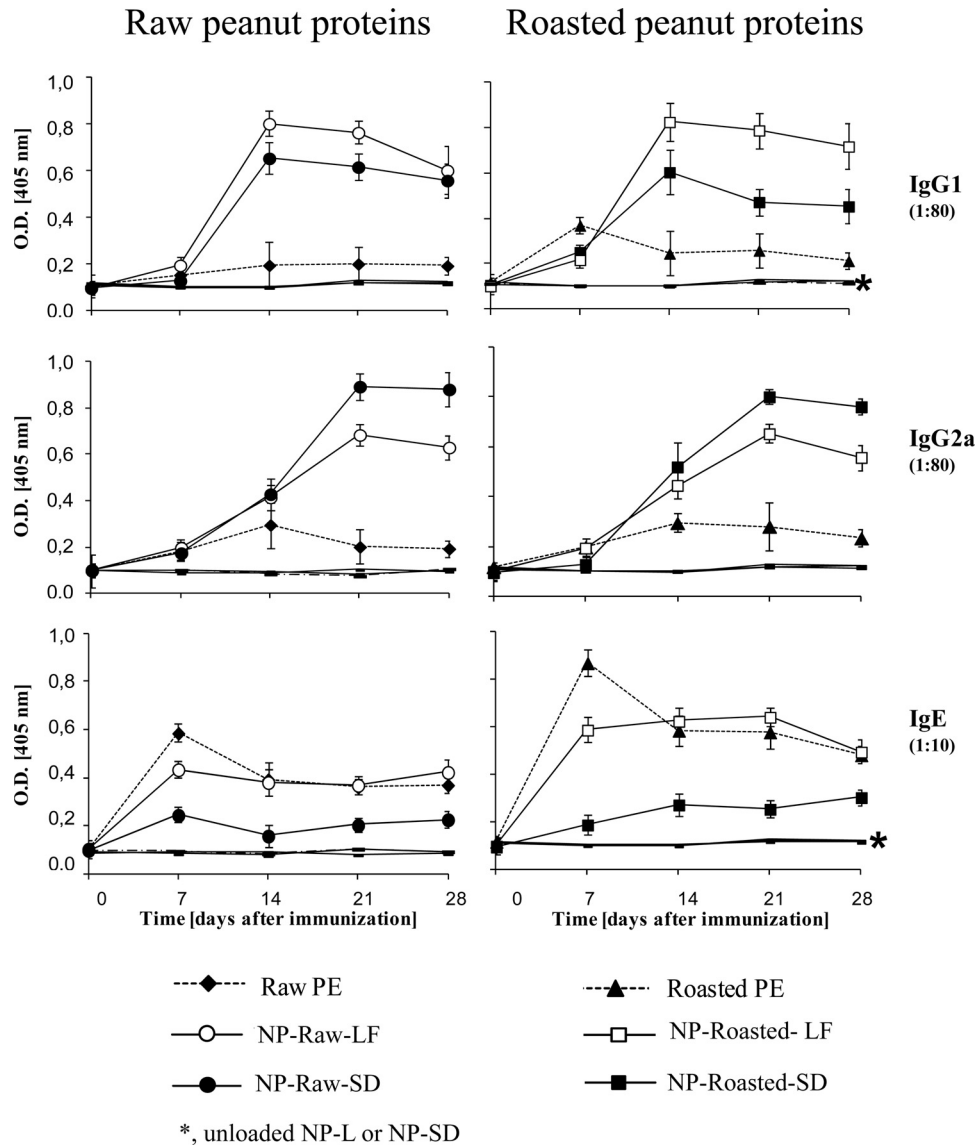 Raw peanut proteins
Roasted peanut proteins
O.D. [405 nm]
1,0
0,8
0,6
0,4
0,2
0.0
IgG1
(1:80)
*
O.D. [405 nm]
1,0
0,8
0,6
0,4
0,2
0.0
IgG2a
(1:80)
O.D. [405 nm]
1,0
0,8
0,6
0,4
0.2
0.0
IgE
(1:10)
*
0 7 14 21 28
Time [days after immunization]
0 7 14 21 28
Time [days after immunization]
Raw PE
NP-Raw-LF
NP-Raw-SD
Roasted PE
NP-Roasted- LF
NP-Roasted-SD
*, unloaded NP-L or NP-SD